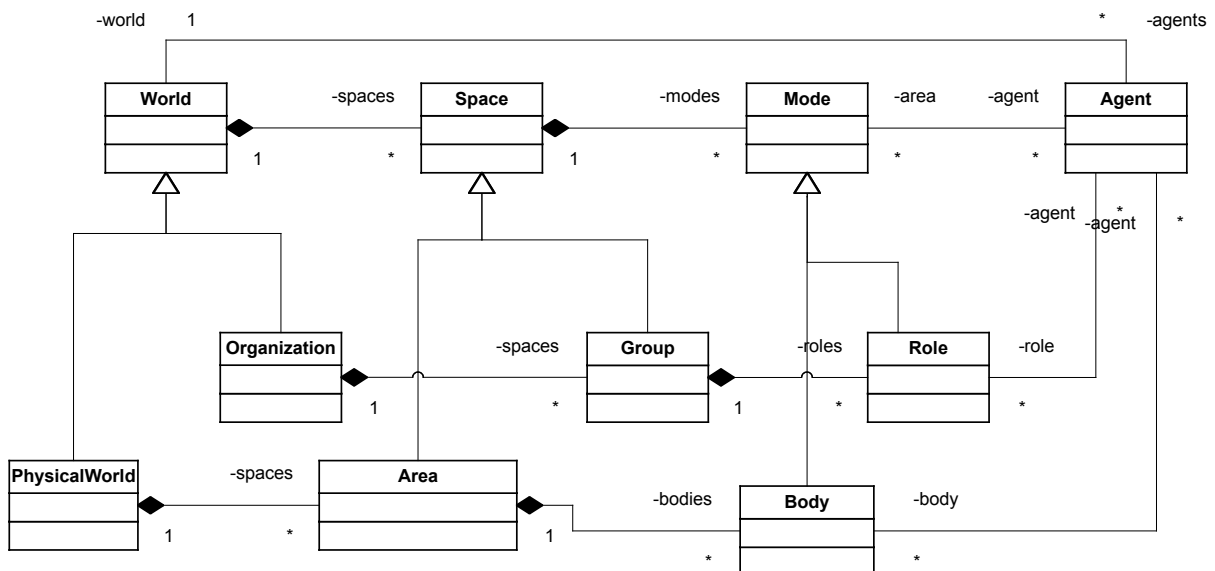 -world 1 * -agents
World -spaces Space -modes Mode -area -agent Agent
1 * 1 * * *
-agent * -agent *
Organization -spaces Group -roles Role -role
1 * 1 * *
PhysicalWorld -spaces Area -bodies Body -body
1 * 1 * *